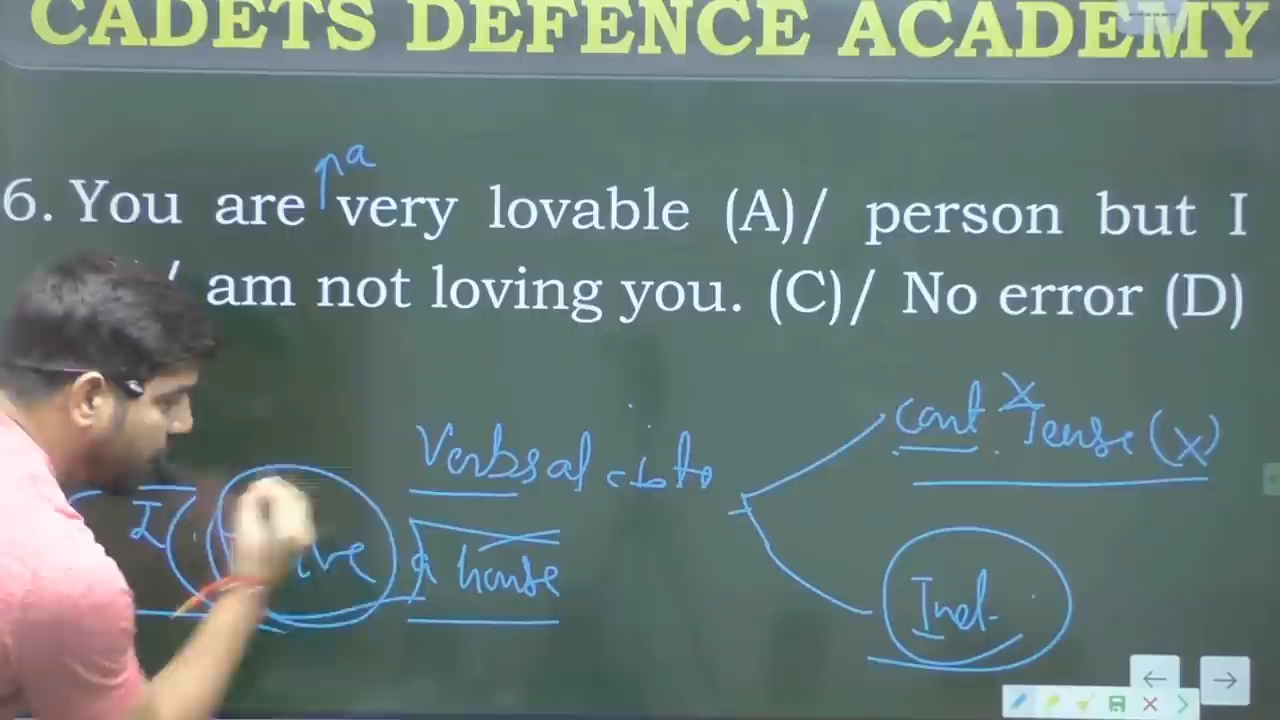 CADETS DEFENCE ACADEMY
a
6. You are very lovable (A)/ person but I
/ am not loving you. (C)/ No error (D)
cont X Tense (X)
Verbs of
I ve a house
Ind.